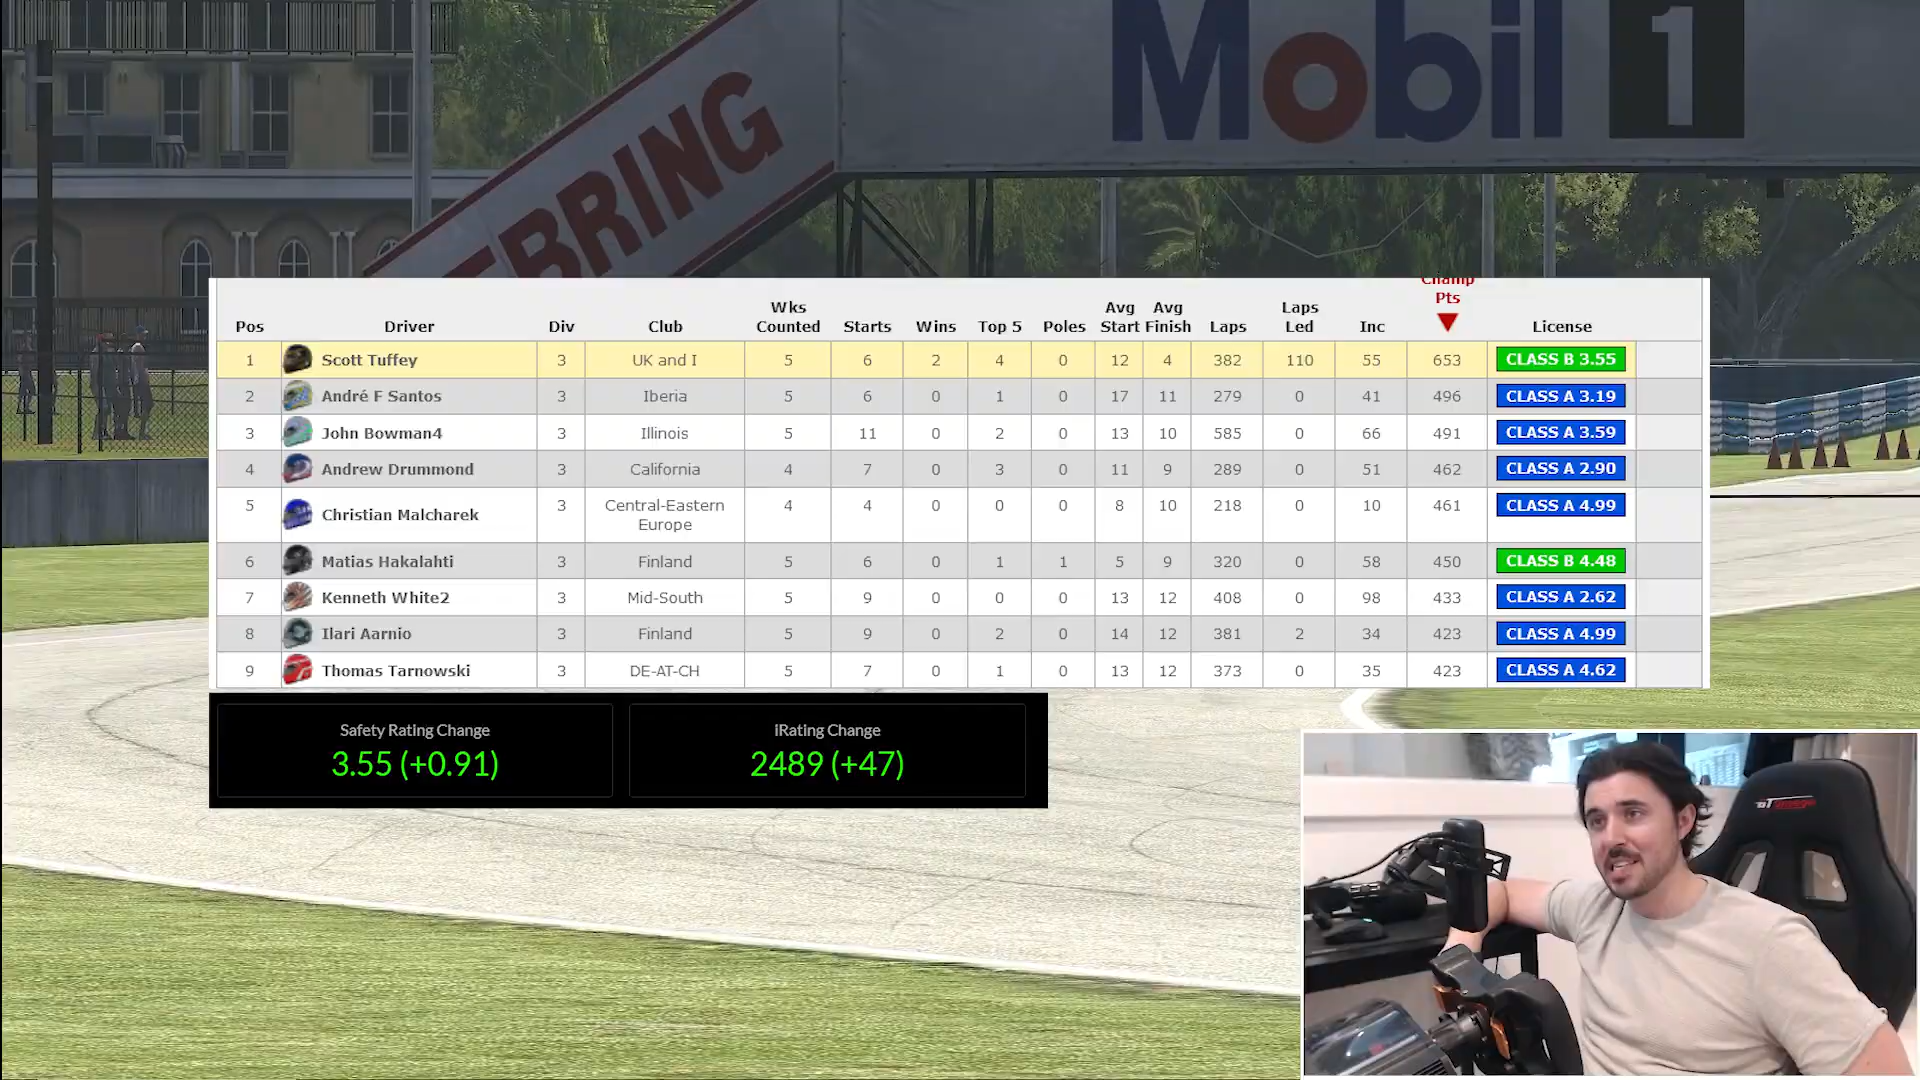 Mobil 1
EBRING
Champ
Pts
Pos Driver Div Club Wks Counted Starts Wins Top 5 Poles Avg Start Avg Finish Laps Laps Led Inc License
1 Scott Tuffey 3 UK and I 5 6 2 4 0 12 4 382 110 55 653 CLASS B 3.55
2 André F Santos 3 Iberia 5 6 0 1 0 17 11 279 0 41 496 CLASS A 3.19
3 John Bowman4 3 Illinois 5 11 0 2 0 13 10 585 0 66 491 CLASS A 3.59
4 Andrew Drummond 3 California 4 7 0 3 0 11 9 289 0 51 462 CLASS A 2.90
5 Christian Malcharek 3 Central-Eastern Europe 4 4 0 0 0 8 10 218 0 10 461 CLASS A 4.99
6 Matias Hakalahti 3 Finland 5 6 0 1 1 5 9 320 0 58 450 CLASS B 4.48
7 Kenneth White2 3 Mid-South 5 9 0 0 0 13 12 408 0 98 433 CLASS A 2.62
8 Ilari Aarnio 3 Finland 5 9 0 2 0 14 12 381 2 34 423 CLASS A 4.99
9 Thomas Tarnowski 3 DE-AT-CH 5 7 0 1 0 13 12 373 0 35 423 CLASS A 4.62
Safety Rating Change
3.55 (+0.91)
iRating Change
2489 (+47)